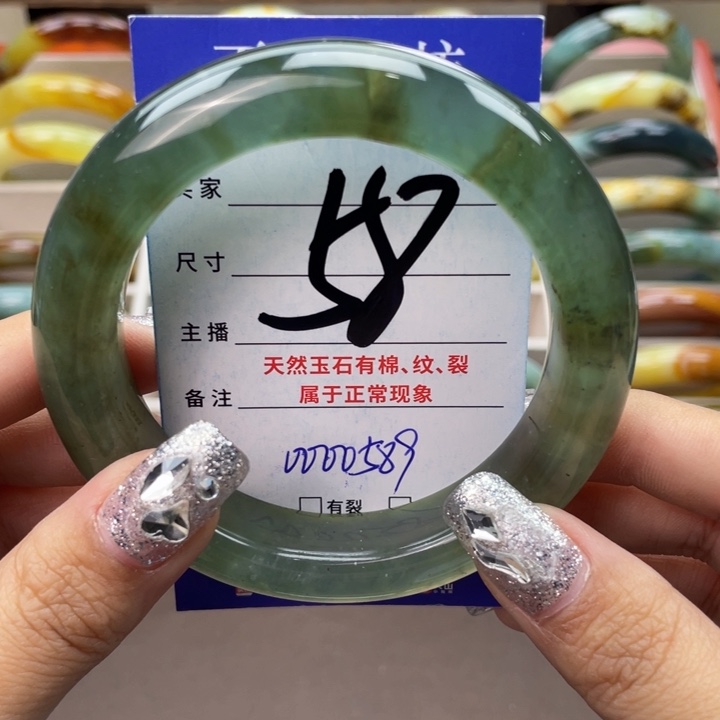 家
58
尺寸
主播
天然玉石有棉、纹、裂
备注
属于正常现象
0000589
有裂